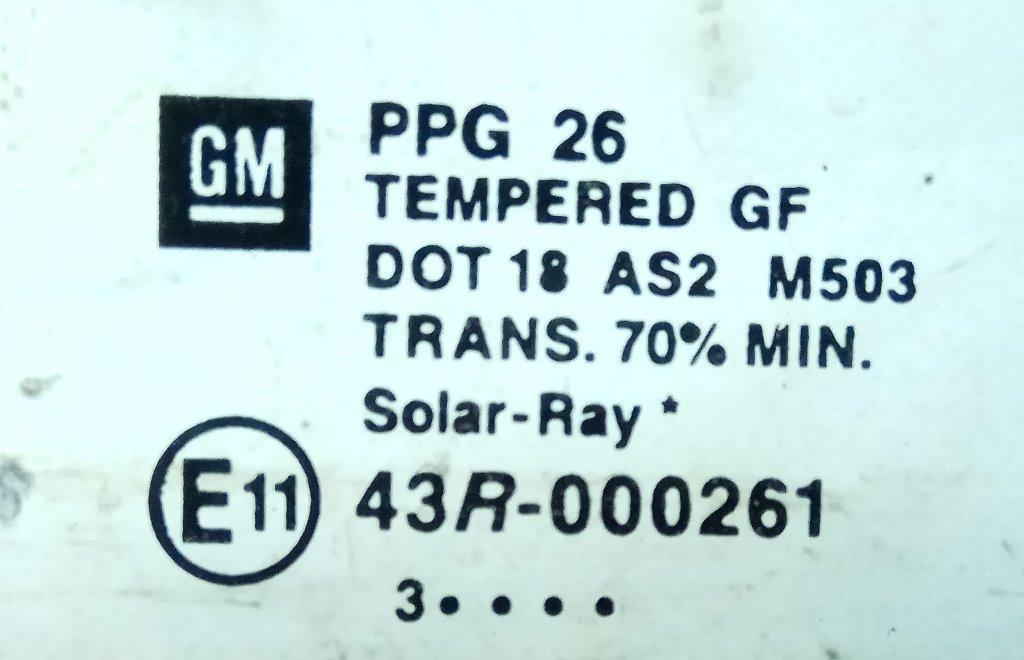 GM
PPG 26
TEMPERED GF
DOT 18 AS2 M503
TRANS. 70% MIN.
Solar-Ray *
E11 43R-000261
3 • • • •